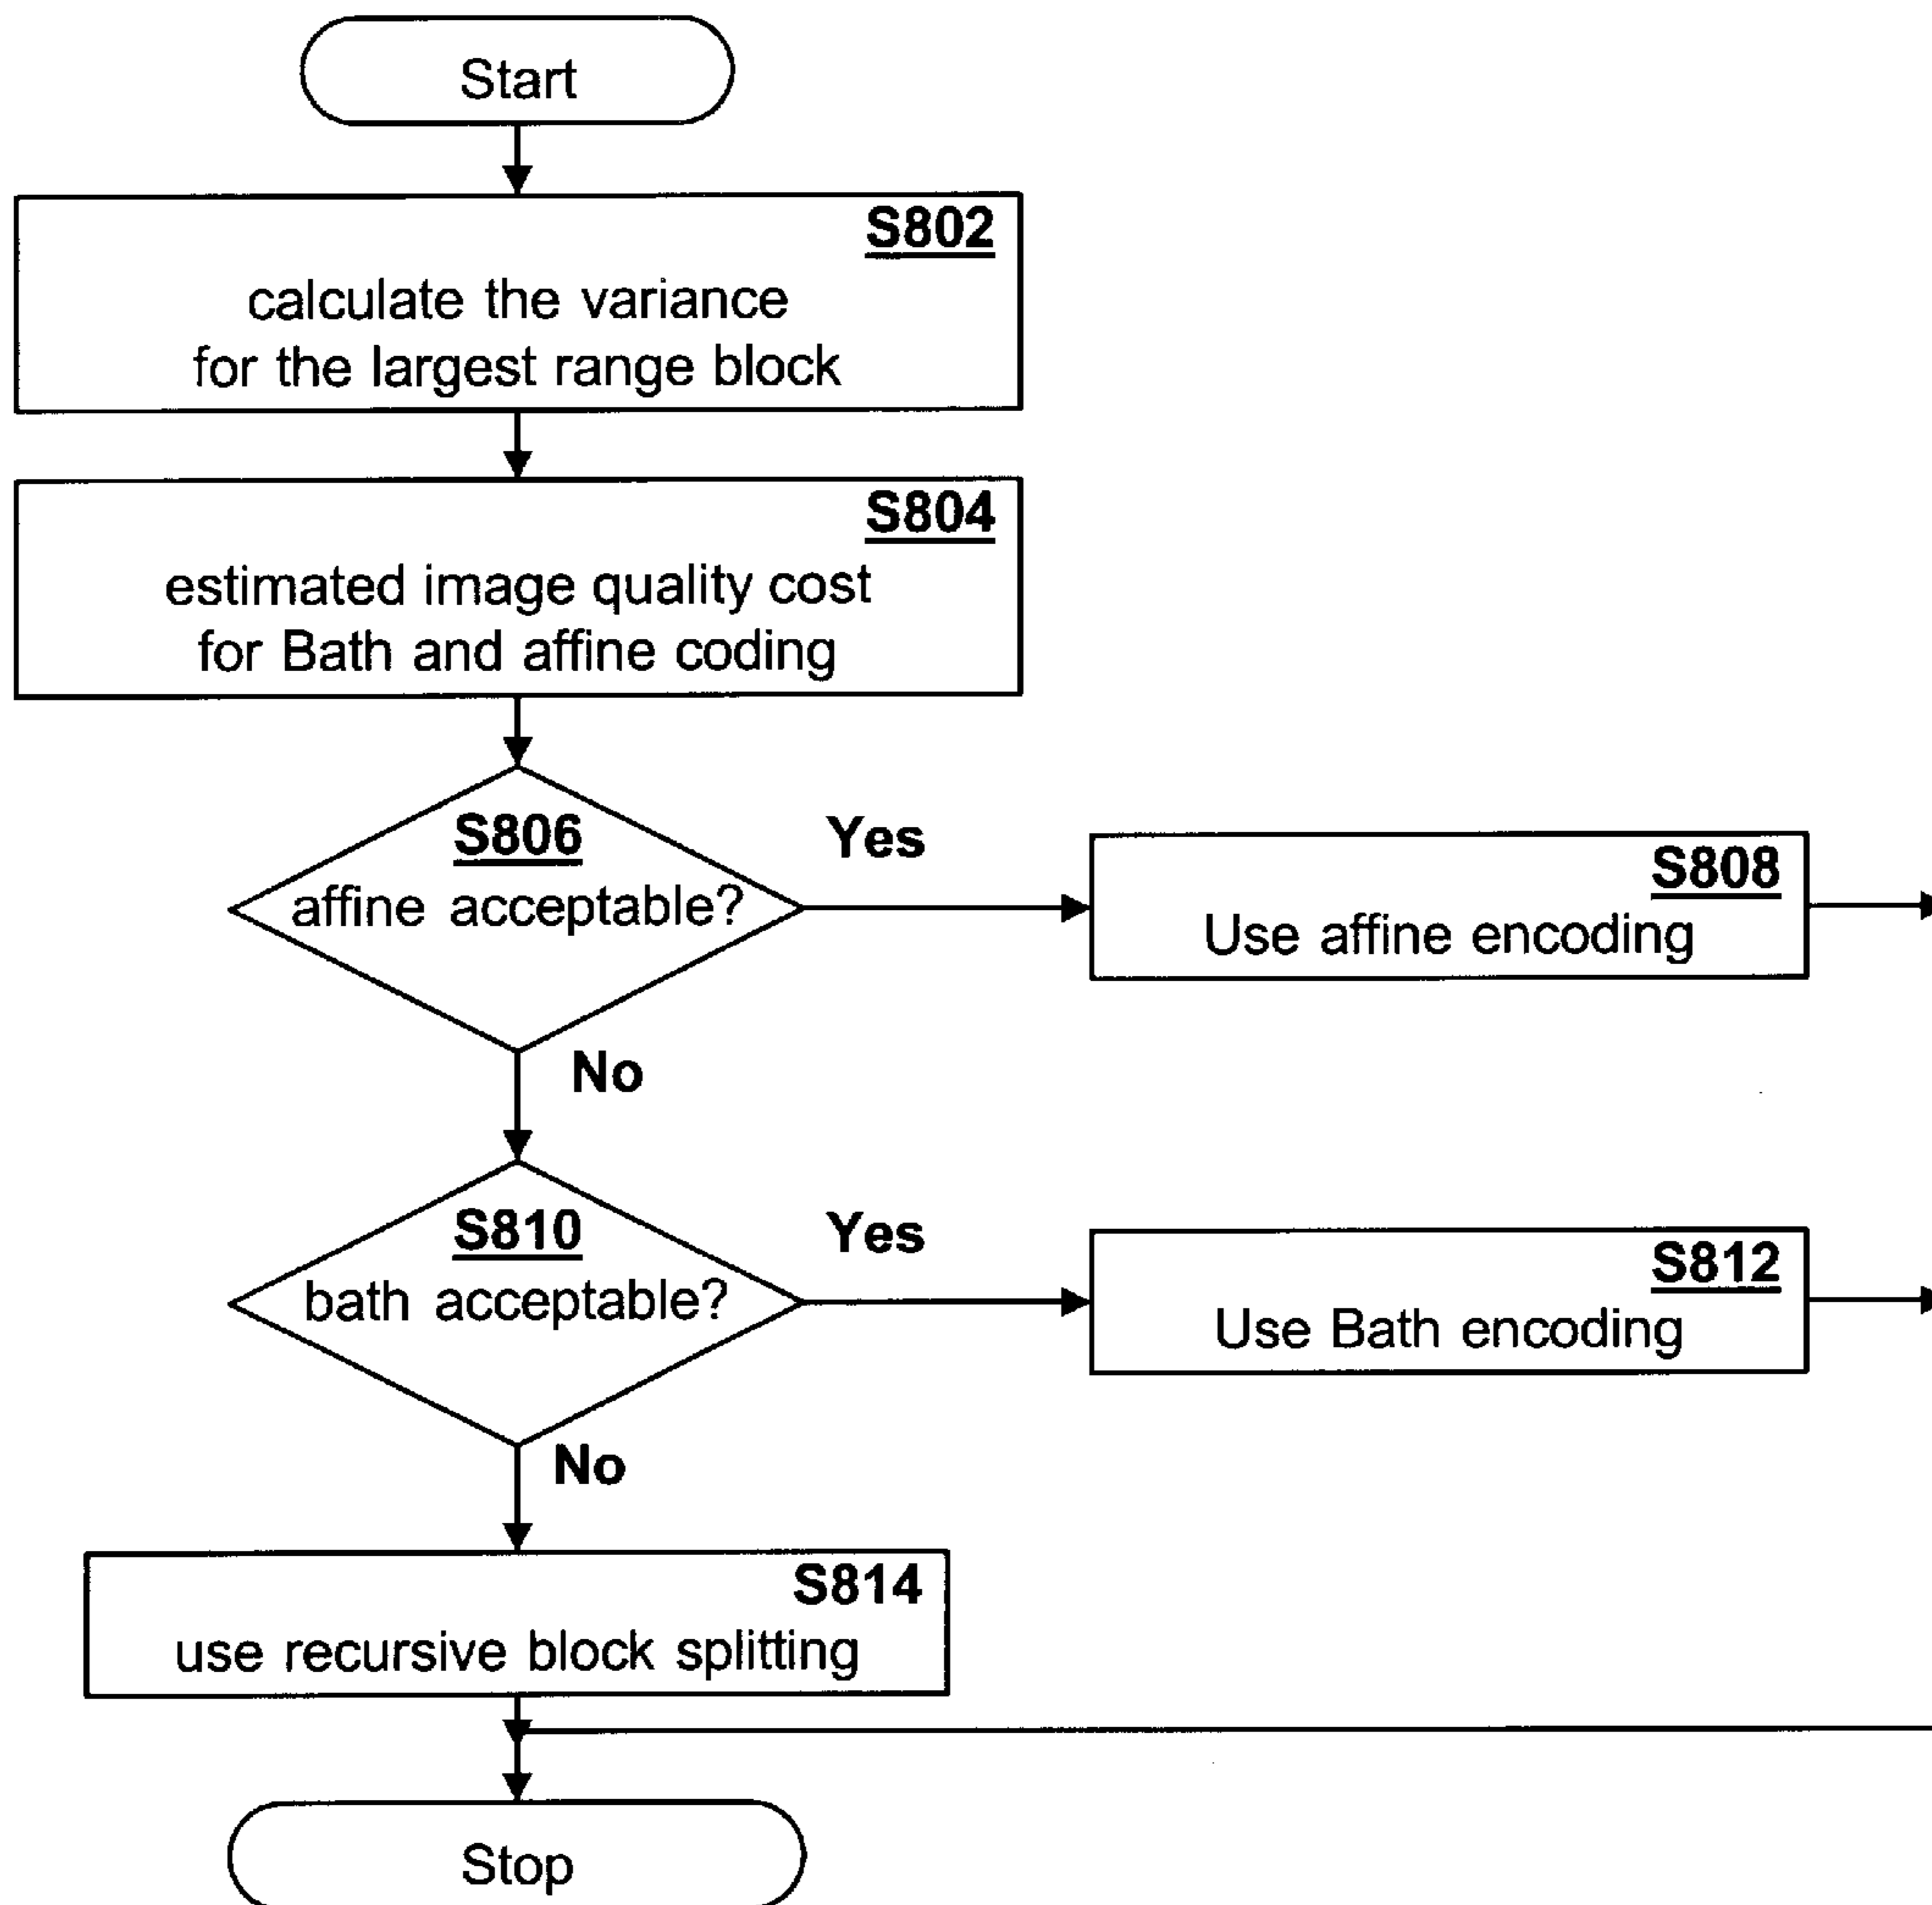 Start
S802
calculate the variance
for the largest range block
S804
estimated image quality cost
for Bath and affine coding
S806
affine acceptable?
Yes
S808
Use affine encoding
No
S810
bath acceptable?
Yes
S812
Use Bath encoding
No
S814
use recursive block splitting
Stop